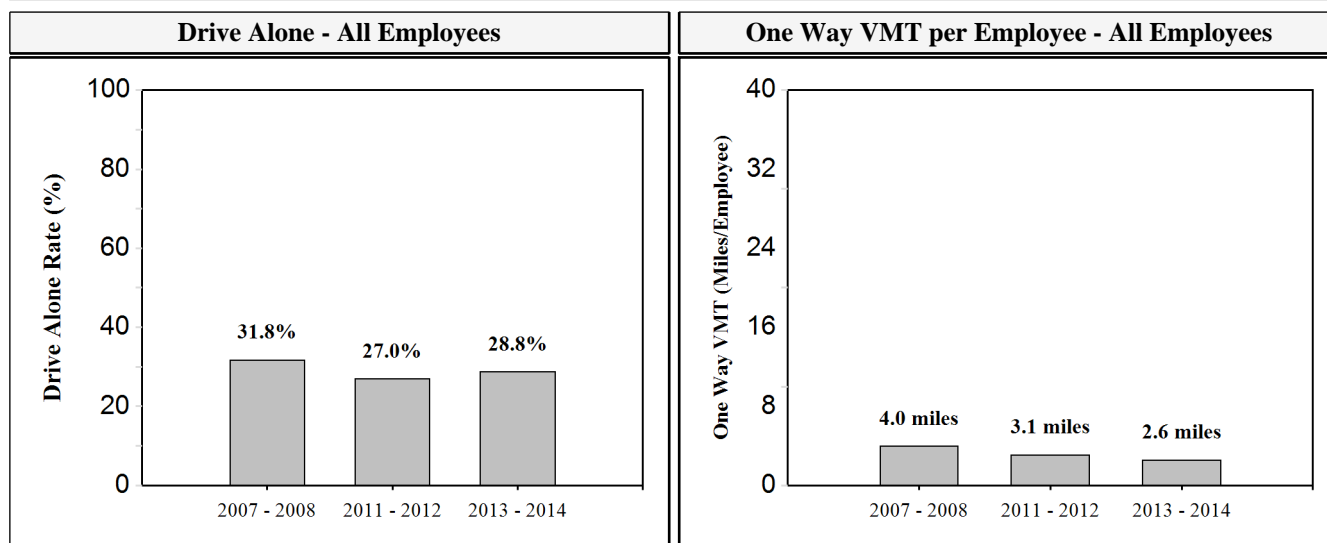 Drive Alone - All Employees
One Way VMT per Employee - All Employees
Drive Alone Rate (%)
100
80
60
40
20
0
31.8%
27.0%
28.8%
2007 - 2008
2011 - 2012
2013 - 2014
One Way VMT (Miles/Employee)
40
32
24
16
8
0
4.0 miles
3.1 miles
2.6 miles
2007 - 2008
2011 - 2012
2013 - 2014